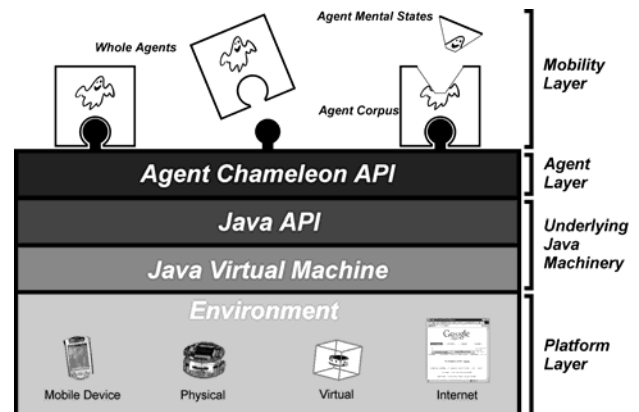 Agent Mental States
Whole Agents
Agent Corpus
Mobility
Layer
Agent Chameleon API
Agent
Layer
Java API
Java Virtual Machine
Underlying
Java
Machinery
Environment
Google
Mobile Device
Physical
Virtual
Internet
Platform
Layer